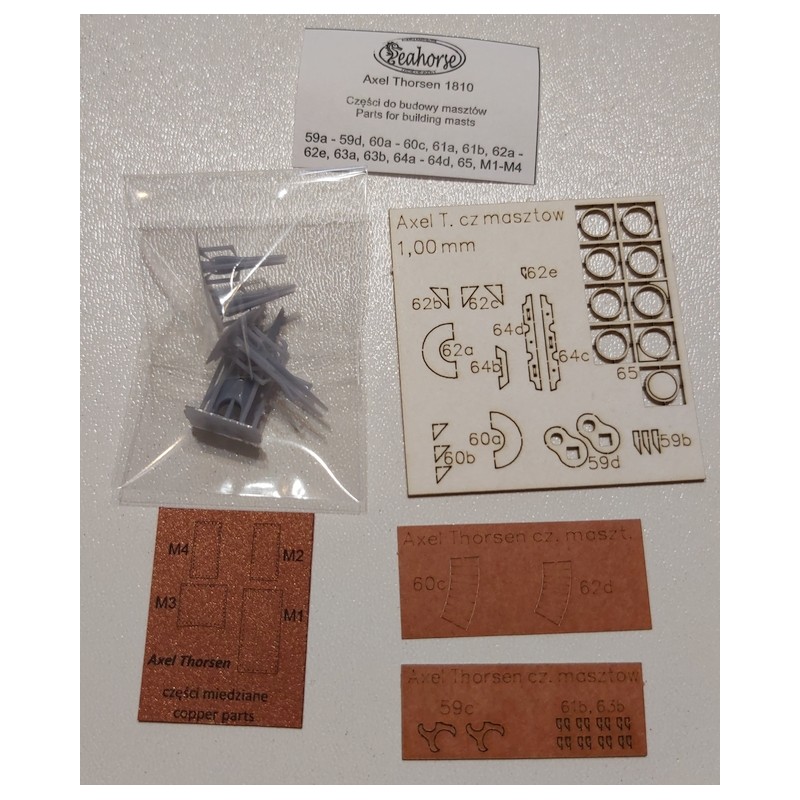 Seahorse
Axel Thorsen 1810
Części do budowy masztów
Parts for building masts
59a - 59d, 60a - 60c, 61a, 61b, 62a -
62e, 63a, 63b, 64a - 64d, 65, M1-M4
Axel T. cz masztow
1,00 mm
62e
62b
62c
64d
62a
64b
64c
65
60a
60b
59d
59b
M4
M2
M3
M1
Axel Thorsen
części miedziane
copper parts
Axel Thorsen cz. maszt.
60c
62d
Axel Thorsen cz. masztow
59c
61b, 63b